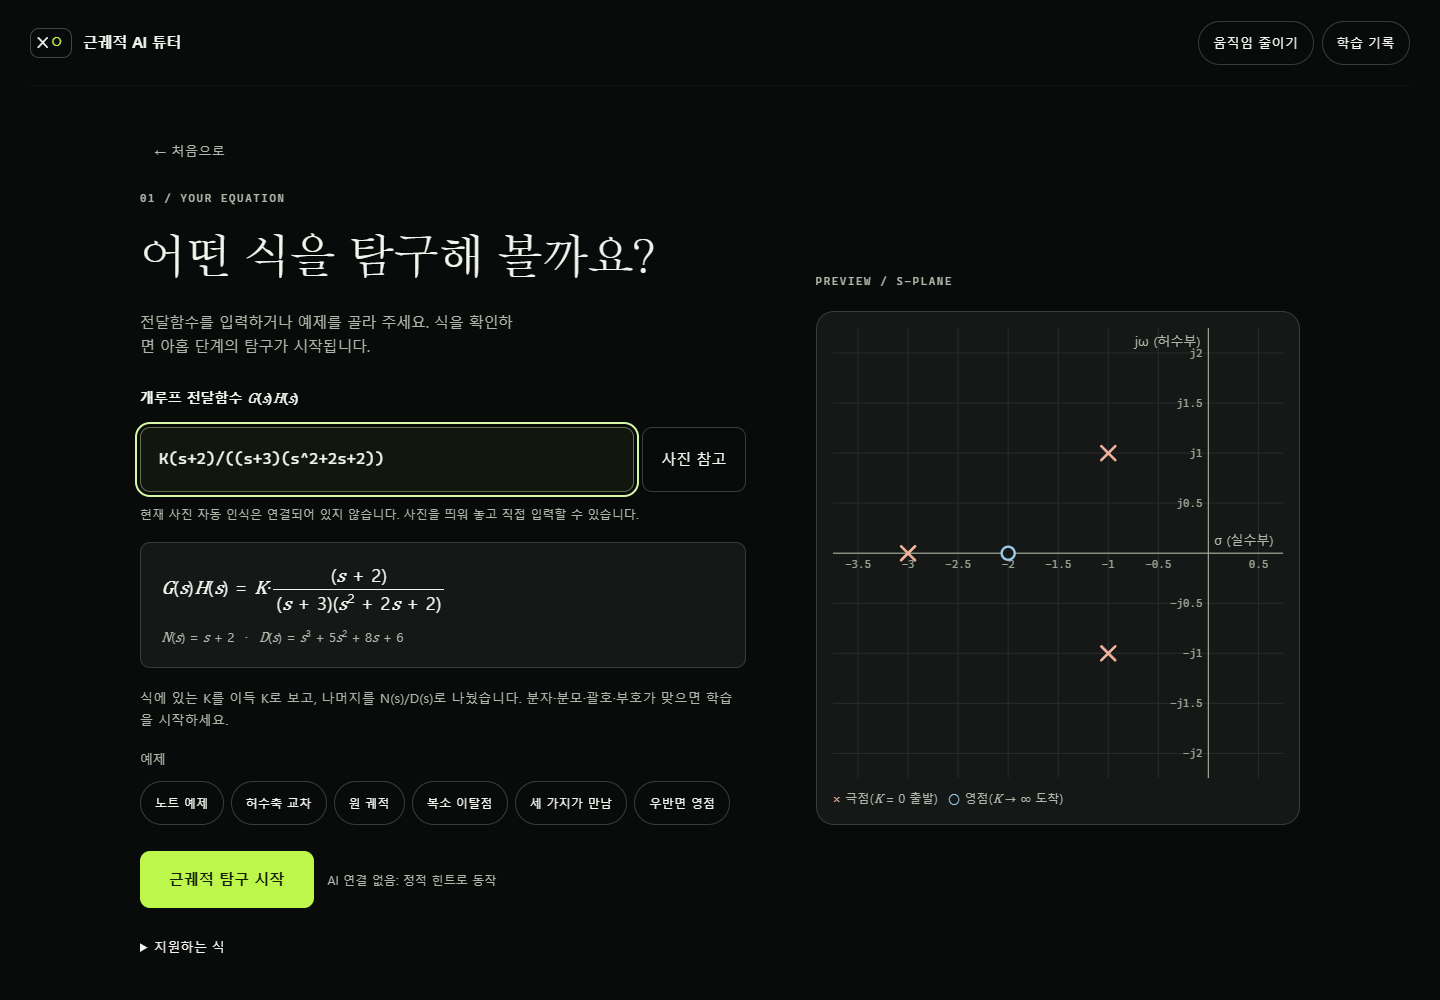 ×○ 근궤적 AI 튜터
움직임 줄이기
학습 기록
← 처음으로
01 / YOUR EQUATION
어떤 식을 탐구해 볼까요?
전달함수를 입력하거나 예제를 골라 주세요. 식을 확인하
면 아홉 단계의 탐구가 시작됩니다.
개루프 전달함수 G(s)H(s)
K(s+2)/((s+3)(s^2+2s+2))
사진 참고
현재 사진 자동 인식은 연결되어 있지 않습니다. 사진을 띄워 놓고 직접 입력할 수 있습니다.
G(s)H(s) = K· (s + 2)
(s + 3)(s² + 2s + 2)
N(s) = s + 2 · D(s) = s³ + 5s² + 8s + 6
식에 있는 K를 이득 K로 보고, 나머지를 N(s)/D(s)로 나눴습니다. 분자·분모·괄호·부호가 맞으면 학습
을 시작하세요.
예제
노트 예제
허수축 교차
원 궤적
복소 이탈점
세 가지가 만남
우반면 영점
근궤적 탐구 시작
AI 연결 없음: 정적 힌트로 동작
▶ 지원하는 식
PREVIEW / S-PLANE
jω (허수부)
j2
j1.5
j1
j0.5
σ (실수부)
−3.5 −3 −2.5 −2 −1.5 −1 −0.5 0.5
−j0.5
−j1
−j1.5
−j2
× 극점(K = 0 출발) ○ 영점(K → ∞ 도착)